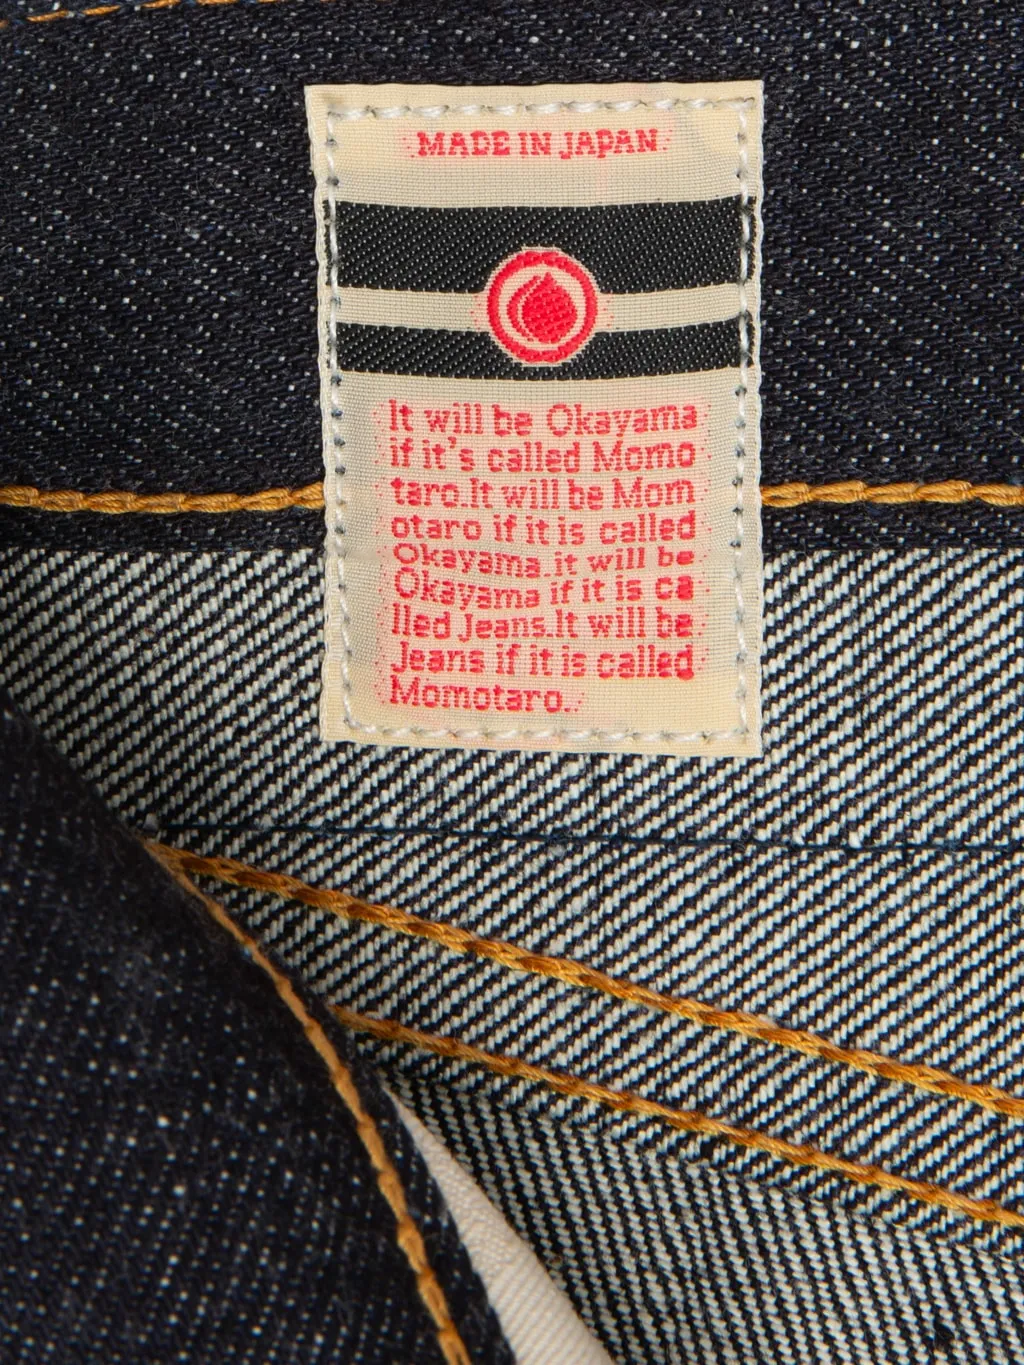 MADE IN JAPAN
It will be Okayama
if it's called Momo
taro.It will be Mom
otaro if it is called
Okayama.it will be
Okayama if it is ca
lled Jeans.It will be
Jeans if it is called
Momotaro.